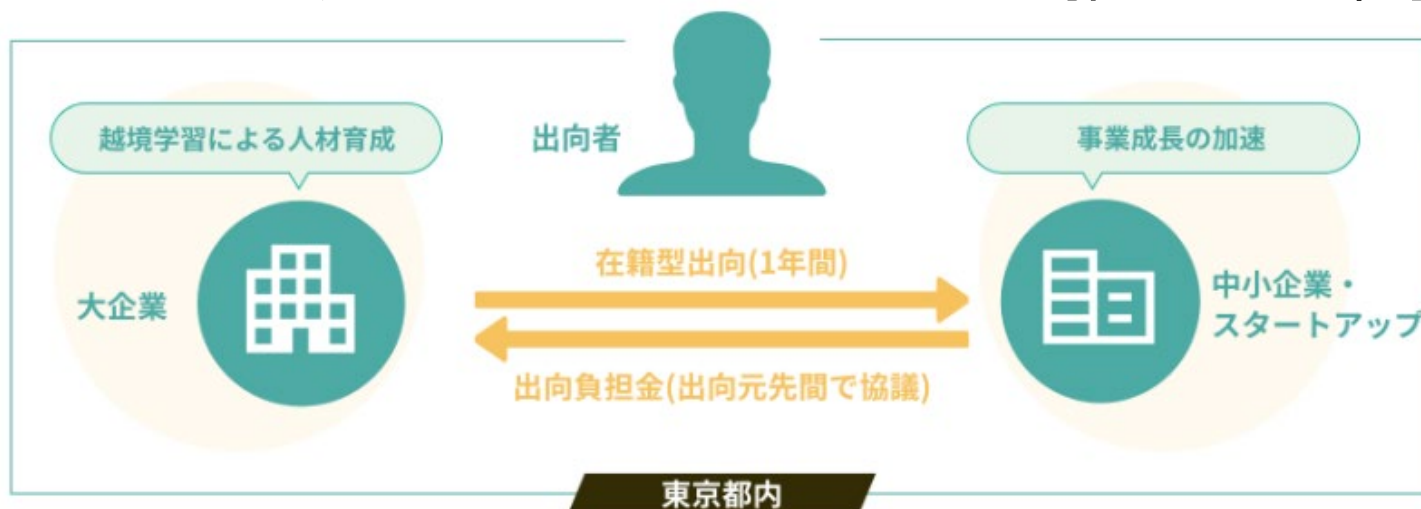 越境学習による人材育成
出向者
事業成長の加速
在籍型出向(1年間)
大企業
中小企業・
スタートアップ
出向負担金(出向元先間で協議)
東京都内